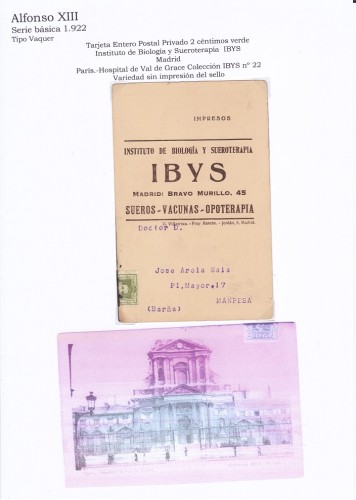 Alfonso XIII
Serie básica 1.922
Tipo Vaquer
Tarjeta Entero Postal Privado 2 céntimos verde
Instituto de Biología y Sueroterapia IBYS
Madrid
Paris.-Hospital de Val de Grace Colección IBYS nº 22
Variedad sin impresión del sello
IMPRESOS
INSTITUTO DE BIOLOGÍA Y SUEROTERAPIA
IBYS
MADRID: BRAVO MURILLO, 45
SUEROS-VACUNAS-OPOTERAPIA
Doctor D.
Jose Arola Sala
Pl,Mayor,17
MANRESA
(Barña)